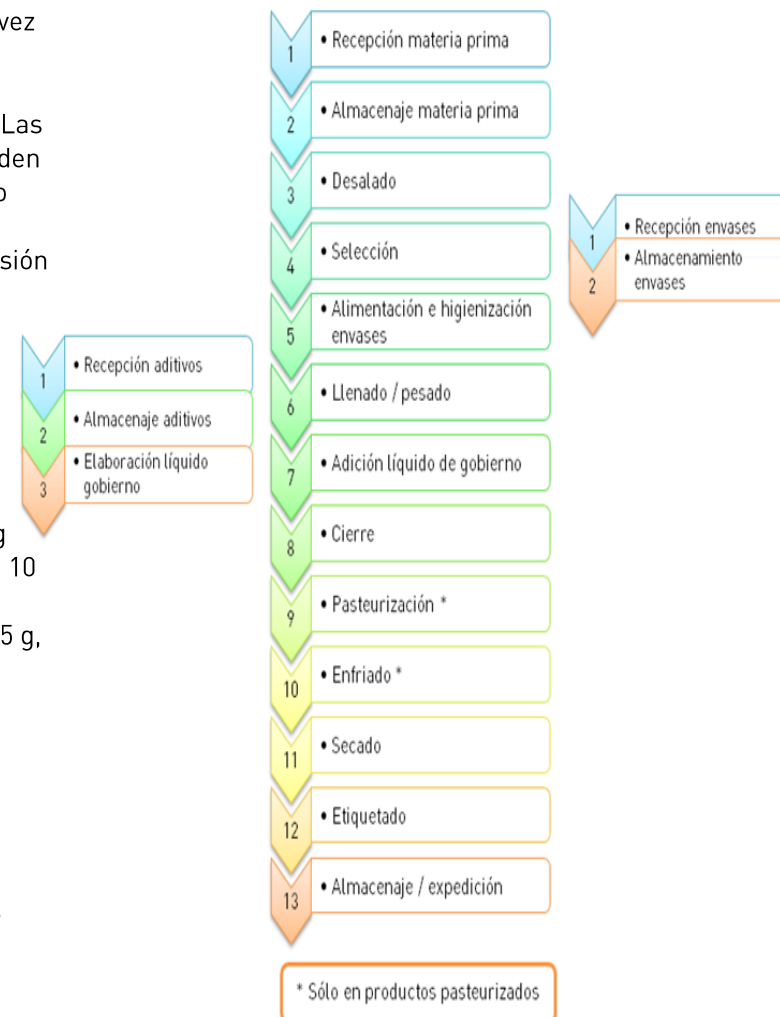 vez
Las
den
o
sión
g
10
5 g,
1
• Recepción aditivos
2
• Almacenaje aditivos
3
• Elaboración líquido
gobierno
1
• Recepción materia prima
2
• Almacenaje materia prima
3
• Desalado
4
• Selección
5
• Alimentación e higienización
envases
6
• Llenado / pesado
7
• Adición líquido de gobierno
8
• Cierre
9
• Pasteurización *
10
• Enfriado *
11
• Secado
12
• Etiquetado
13
• Almacenaje / expedición
* Sólo en productos pasteurizados
1
• Recepción envases
2
• Almacenamiento
envases